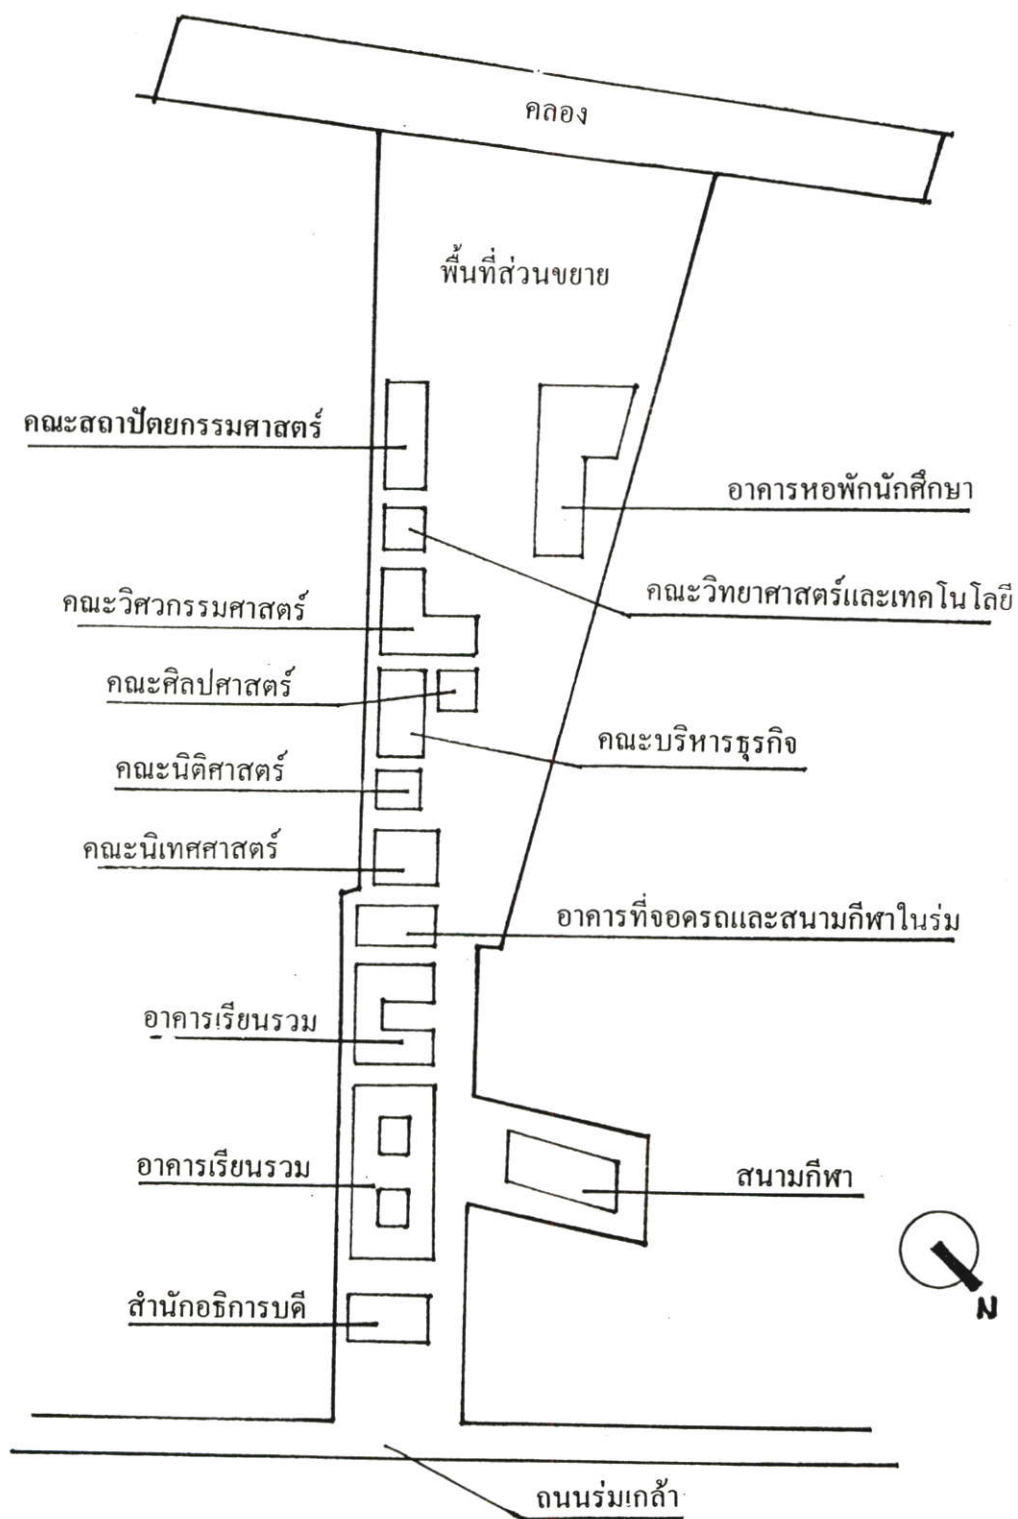 คลอง
พื้นที่ส่วนขยาย
คณะสถาปัตยกรรมศาสตร์
อาคารหอพักนักศึกษา
คณะวิทยาศาสตร์และเทคโนโลยี
คณะวิศวกรรมศาสตร์
คณะศิลปศาสตร์
คณะบริหารธุรกิจ
คณะนิติศาสตร์
คณะนิเทศศาสตร์
อาคารที่จอดรถและสนามกีฬาในร่ม
อาคารเรียนรวม
อาคารเรียนรวม
สนามกีฬา
สำนักอธิการบดี
N
ถนนร่มเกล้า